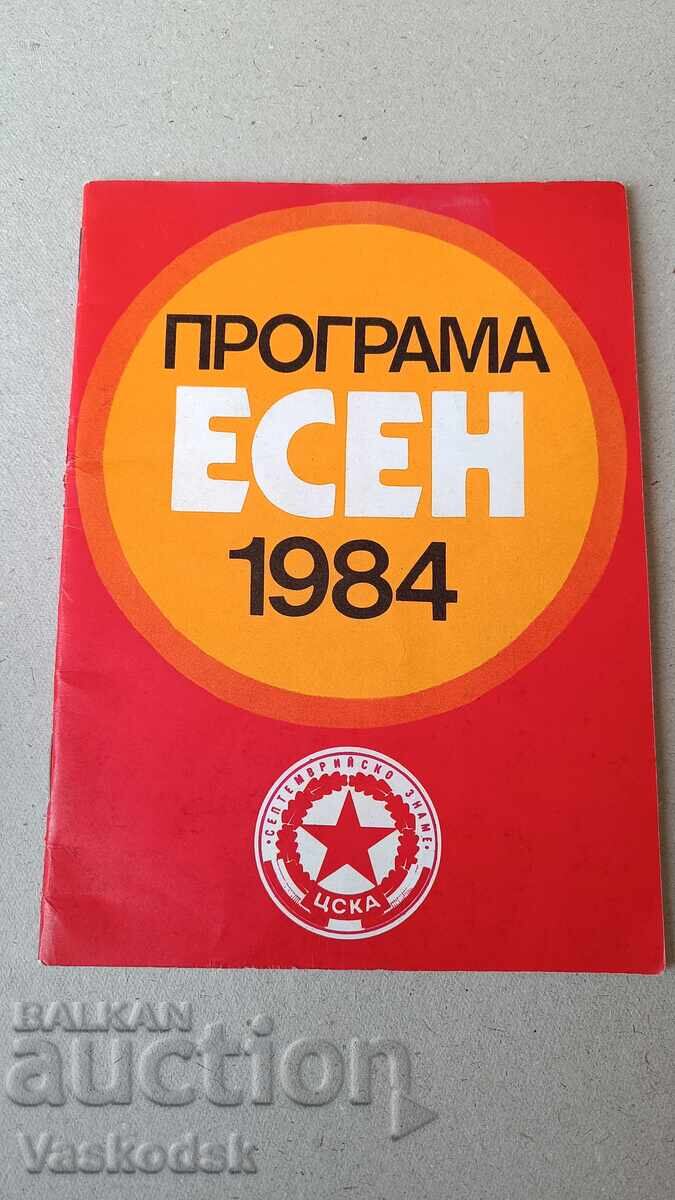 ПРОГРАМА
ЕСЕН
1984
•СЕПТЕМВРИЙСКО ЗНАМЕ•
ЦСКА
BALKAN
auction
Vaskodsk